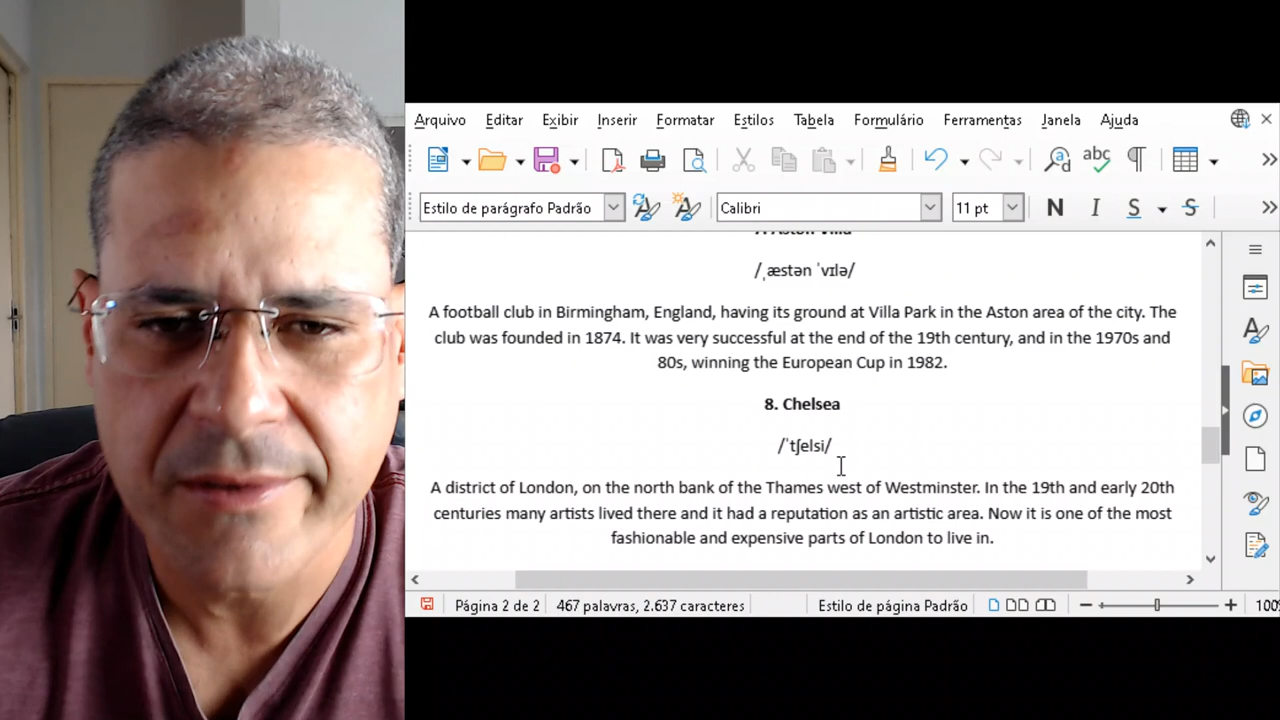 Arquivo Editar Exibir Inserir Formatar Estilos Tabela Formulário Ferramentas Janela Ajuda
Estilo de parágrafo Padrão Calibri 11 pt N I S S
7. Aston Villa
/ˌæstən ˈvɪlə/
A football club in Birmingham, England, having its ground at Villa Park in the Aston area of the city. The
club was founded in 1874. It was very successful at the end of the 19th century, and in the 1970s and
80s, winning the European Cup in 1982.
8. Chelsea
/ˈtʃelsi/
A district of London, on the north bank of the Thames west of Westminster. In the 19th and early 20th
centuries many artists lived there and it had a reputation as an artistic area. Now it is one of the most
fashionable and expensive parts of London to live in.
Página 2 de 2 467 palavras, 2.637 caracteres Estilo de página Padrão 100%